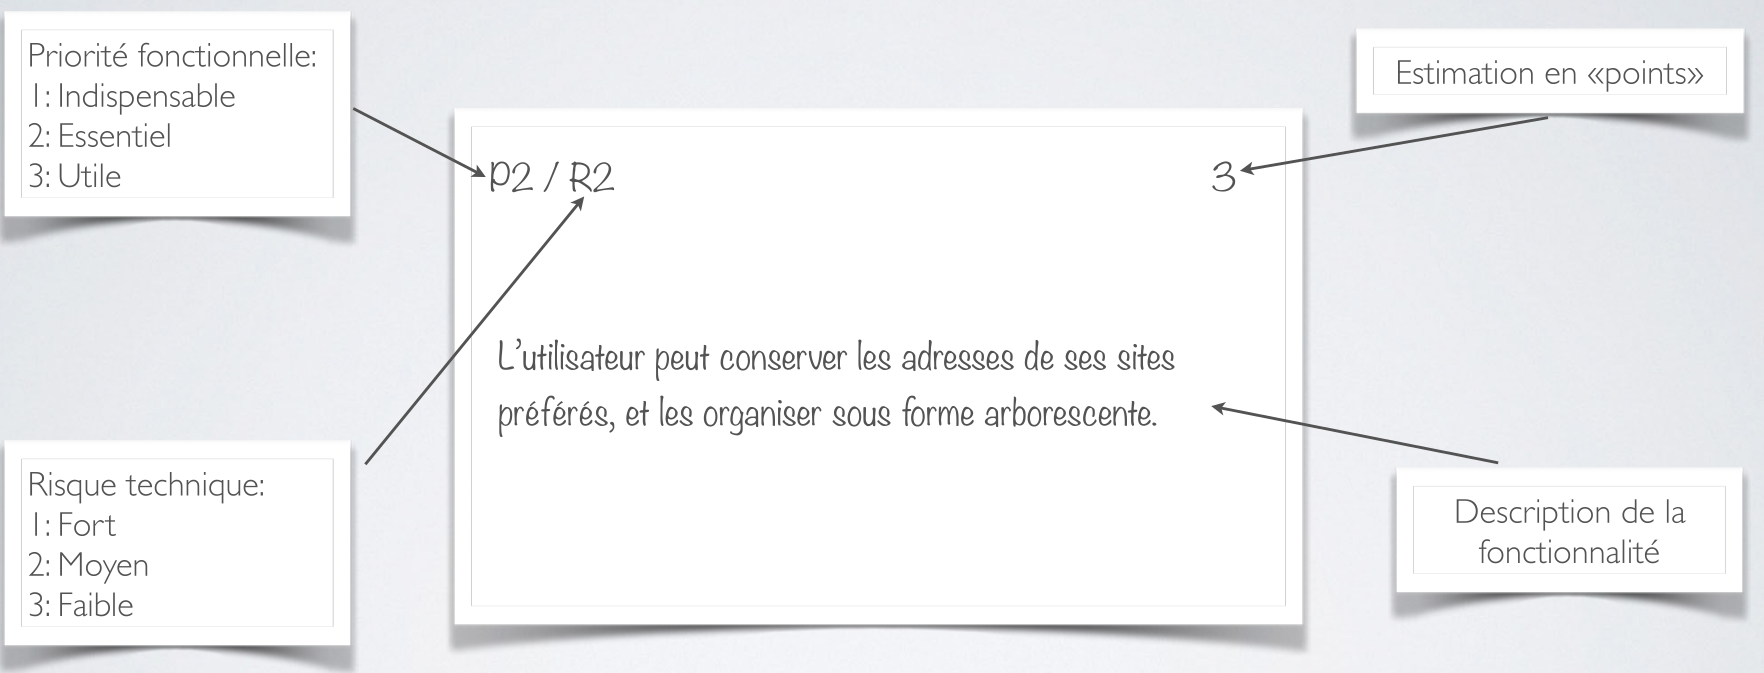 Priorité fonctionnelle:
1: Indispensable
2: Essentiel
3: Utile
Estimation en «points»
P2 / R2
3
L'utilisateur peut conserver les adresses de ses sites
préférés, et les organiser sous forme arborescente.
Risque technique:
1: Fort
2: Moyen
3: Faible
Description de la
fonctionnalité